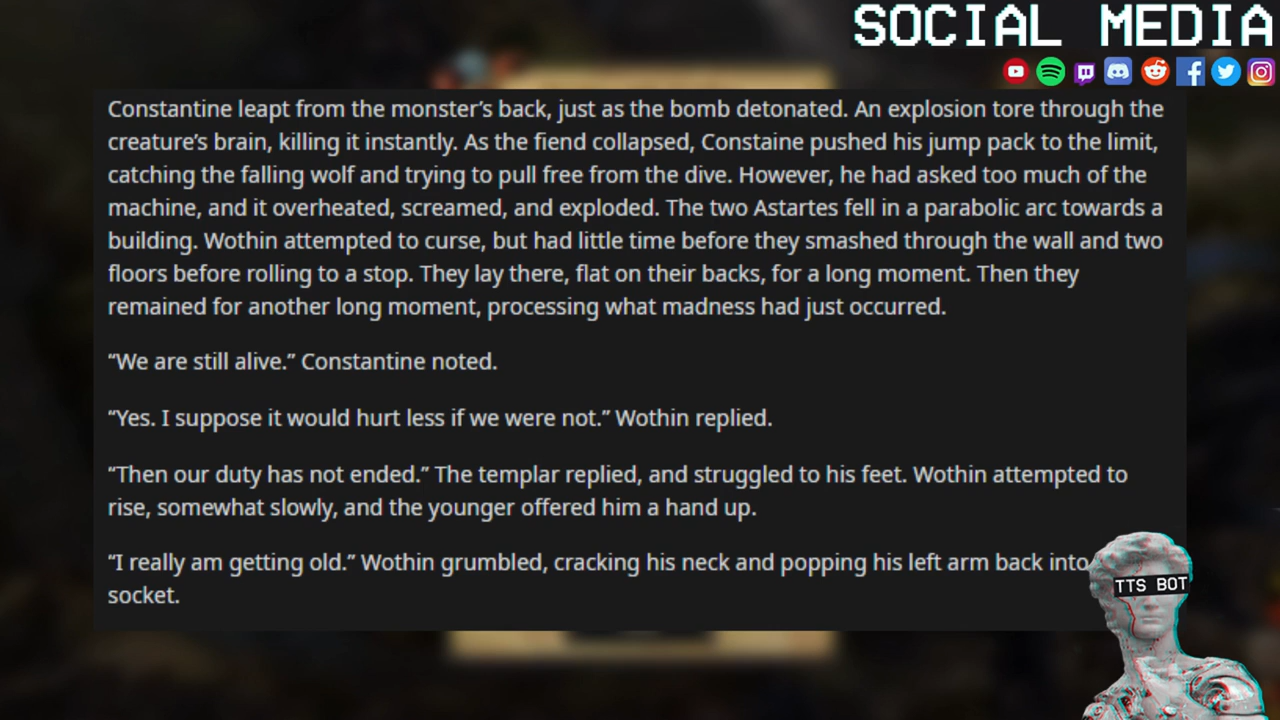 SOCIAL MEDIA
Constantine leapt from the monster’s back, just as the bomb detonated. An explosion tore through the
creature’s brain, killing it instantly. As the fiend collapsed, Constaine pushed his jump pack to the limit,
catching the falling wolf and trying to pull free from the dive. However, he had asked too much of the
machine, and it overheated, screamed, and exploded. The two Astartes fell in a parabolic arc towards a
building. Wothin attempted to curse, but had little time before they smashed through the wall and two
floors before rolling to a stop. They lay there, flat on their backs, for a long moment. Then they
remained for another long moment, processing what madness had just occurred.
“We are still alive.” Constantine noted.
“Yes. I suppose it would hurt less if we were not.” Wothin replied.
“Then our duty has not ended.” The templar replied, and struggled to his feet. Wothin attempted to
rise, somewhat slowly, and the younger offered him a hand up.
“I really am getting old.” Wothin grumbled, cracking his neck and popping his left arm back into
socket.
TTS BOT